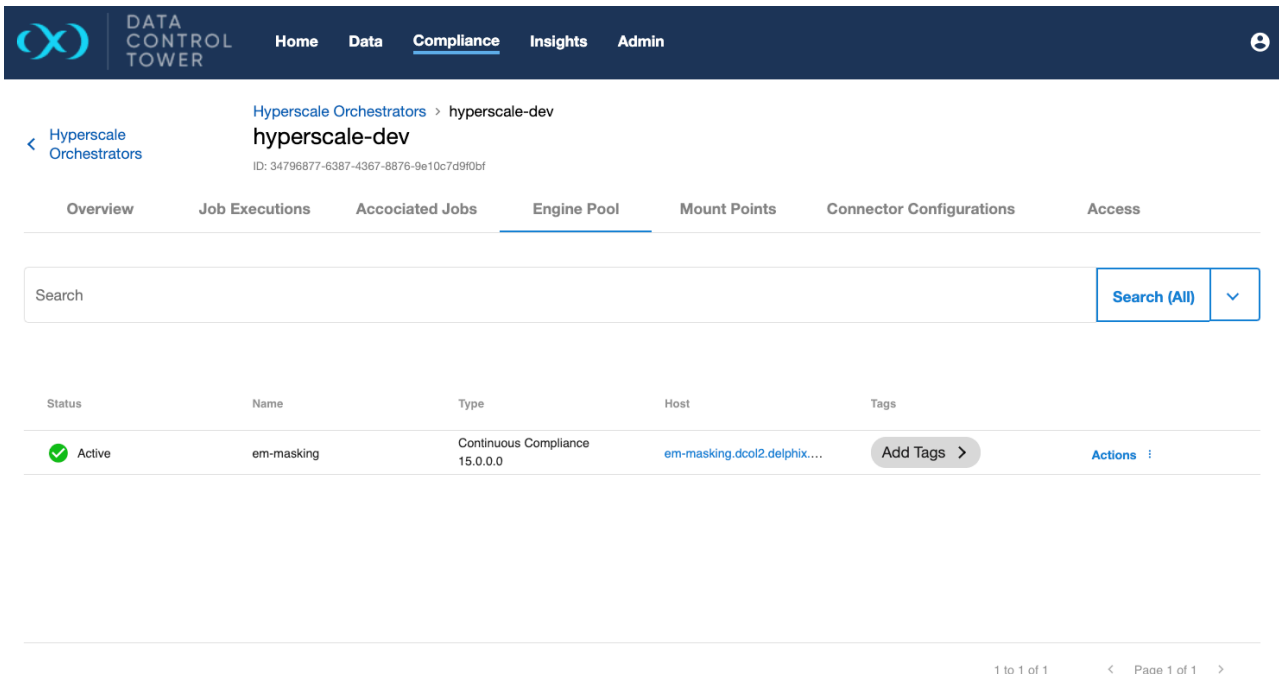 DATA
CONTROL
TOWER
Home Data Compliance Insights Admin
Hyperscale
Orchestrators
Hyperscale Orchestrators > hyperscale-dev
hyperscale-dev
ID: 34796877-6387-4367-8876-9e10c7d9f0bf
Overview Job Executions Accociated Jobs Engine Pool Mount Points Connector Configurations Access
Search Search (All)
Status Name Type Host Tags
Active em-masking Continuous Compliance em-masking.dcol2.delphix.... Add Tags Actions
15.0.0.0
1 to 1 of 1 Page 1 of 1